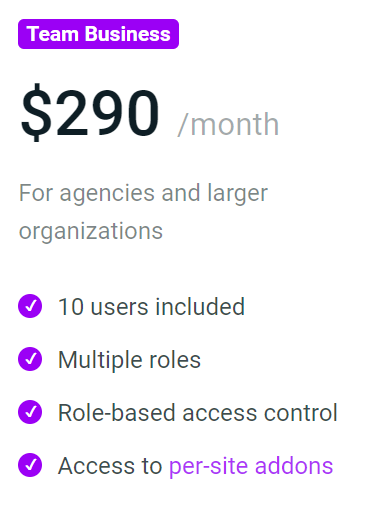 Team Business
$290 /month
For agencies and larger
organizations
10 users included
Multiple roles
Role-based access control
Access to per-site addons